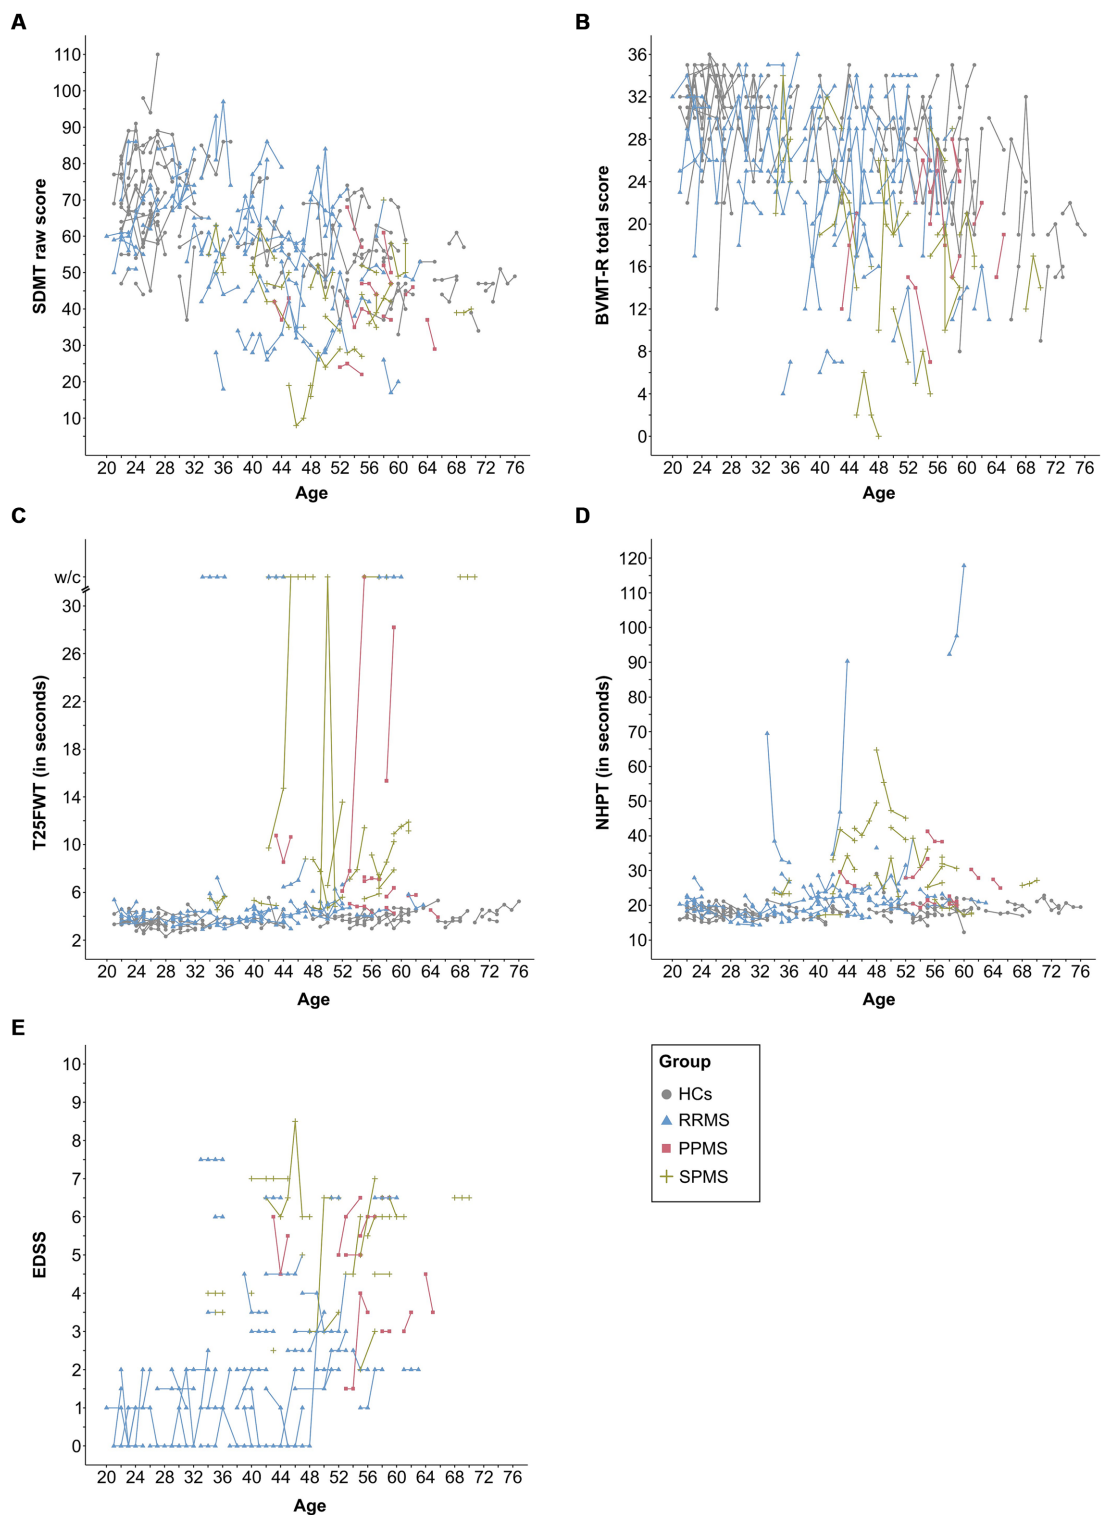 A
B
110
100
90
80
70
60
50
40
30
20
10
SDMT raw score
20 24 28 32 36 40 44 48 52 56 60 64 68 72 76
Age
36
32
28
24
20
16
12
8
4
0
BVMT-R total score
20 24 28 32 36 40 44 48 52 56 60 64 68 72 76
Age
C
D
w/c
30
26
22
18
14
10
6
2
T25FWT (in seconds)
20 24 28 32 36 40 44 48 52 56 60 64 68 72 76
Age
120
110
100
90
80
70
60
50
40
30
20
10
NHPT (in seconds)
20 24 28 32 36 40 44 48 52 56 60 64 68 72 76
Age
E
10
9
8
7
6
5
4
3
2
1
0
EDSS
20 24 28 32 36 40 44 48 52 56 60 64 68 72 76
Age
Group
HCs
RRMS
PPMS
SPMS